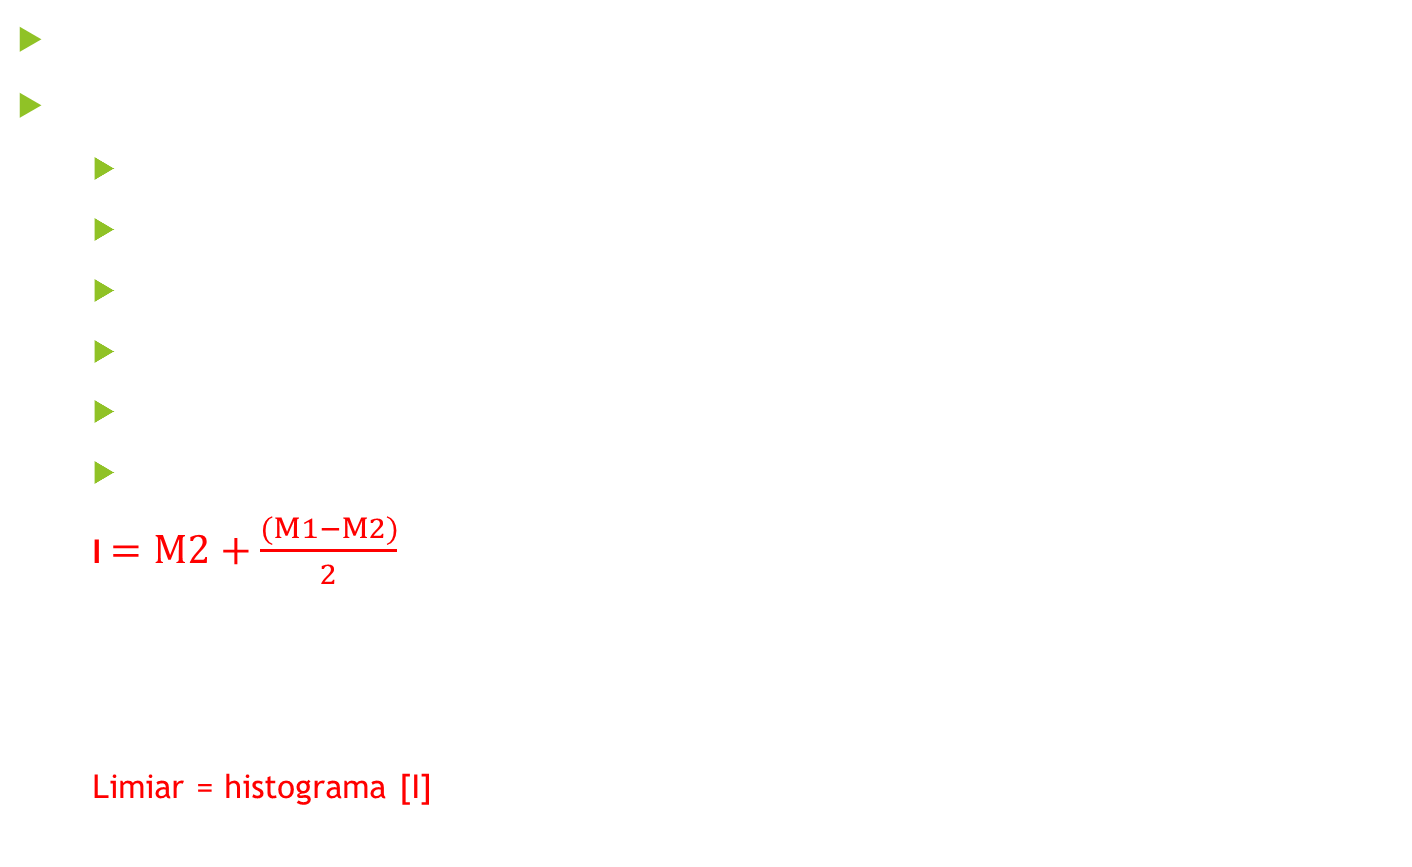 I = M2 + (M1−M2)/2
Limiar = histograma [I]